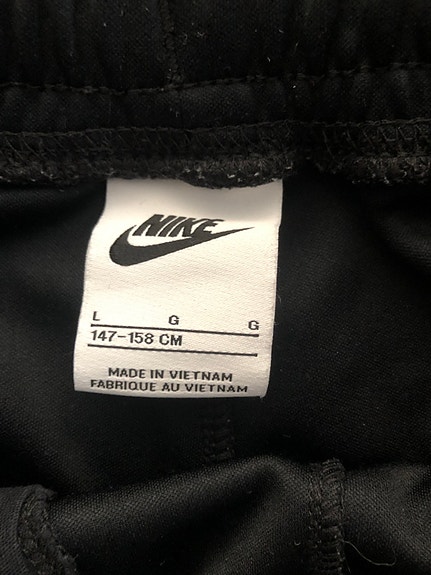 NIKE
L G G
147-158 CM
MADE IN VIETNAM
FABRIQUE AU VIETNAM